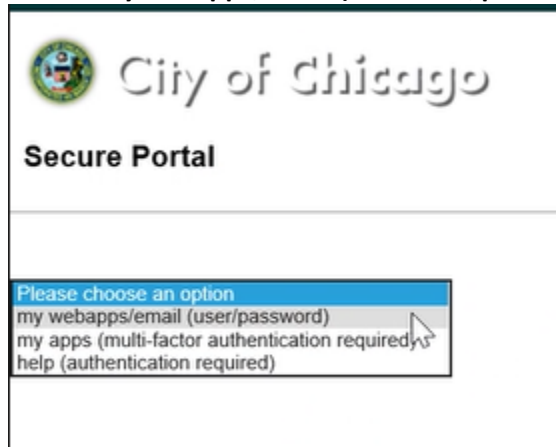 City of Chicago
Secure Portal
Please choose an option
my webapps/email (user/password)
my apps (multi-factor authentication required)
help (authentication required)